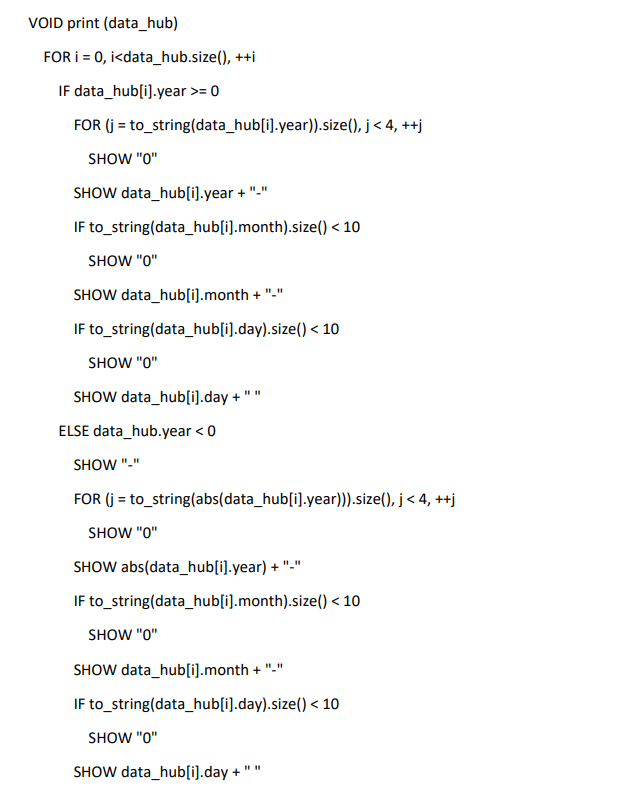 VOID print (data_hub)
FOR i = 0, i<data_hub.size(), ++i
IF data_hub[i].year >= 0
FOR (j = to_string(data_hub[i].year)).size(), j < 4, ++j
SHOW "0"
SHOW data_hub[i].year + "-"
IF to_string(data_hub[i].month).size() < 10
SHOW "0"
SHOW data_hub[i].month + "-"
IF to_string(data_hub[i].day).size() < 10
SHOW "0"
SHOW data_hub[i].day + " "
ELSE data_hub.year < 0
SHOW "-"
FOR (j = to_string(abs(data_hub[i].year))).size(), j < 4, ++j
SHOW "0"
SHOW abs(data_hub[i].year) + "-"
IF to_string(data_hub[i].month).size() < 10
SHOW "0"
SHOW data_hub[i].month + "-"
IF to_string(data_hub[i].day).size() < 10
SHOW "0"
SHOW data_hub[i].day + " "